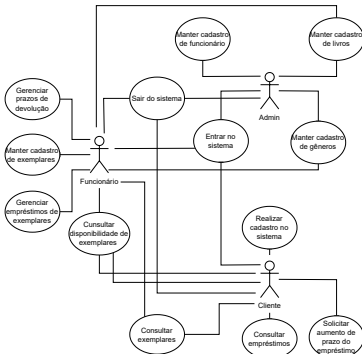 Manter cadastro
de funcionário
Manter cadastro
de livros
Gerenciar
prazos de
devolução
Sair do sistema
Admin
Manter cadastro
de exemplares
Entrar no
sistema
Manter cadastro
de gêneros
Funcionário
Gerenciar
empréstimos de
exemplares
Realizar
cadastro no
sistema
Cunsultar
disponibilidade de
exemplares
Cliente
Consultar
exemplares
Consultar
empréstimos
Solicitar
aumento de
prazo do
empréstimo